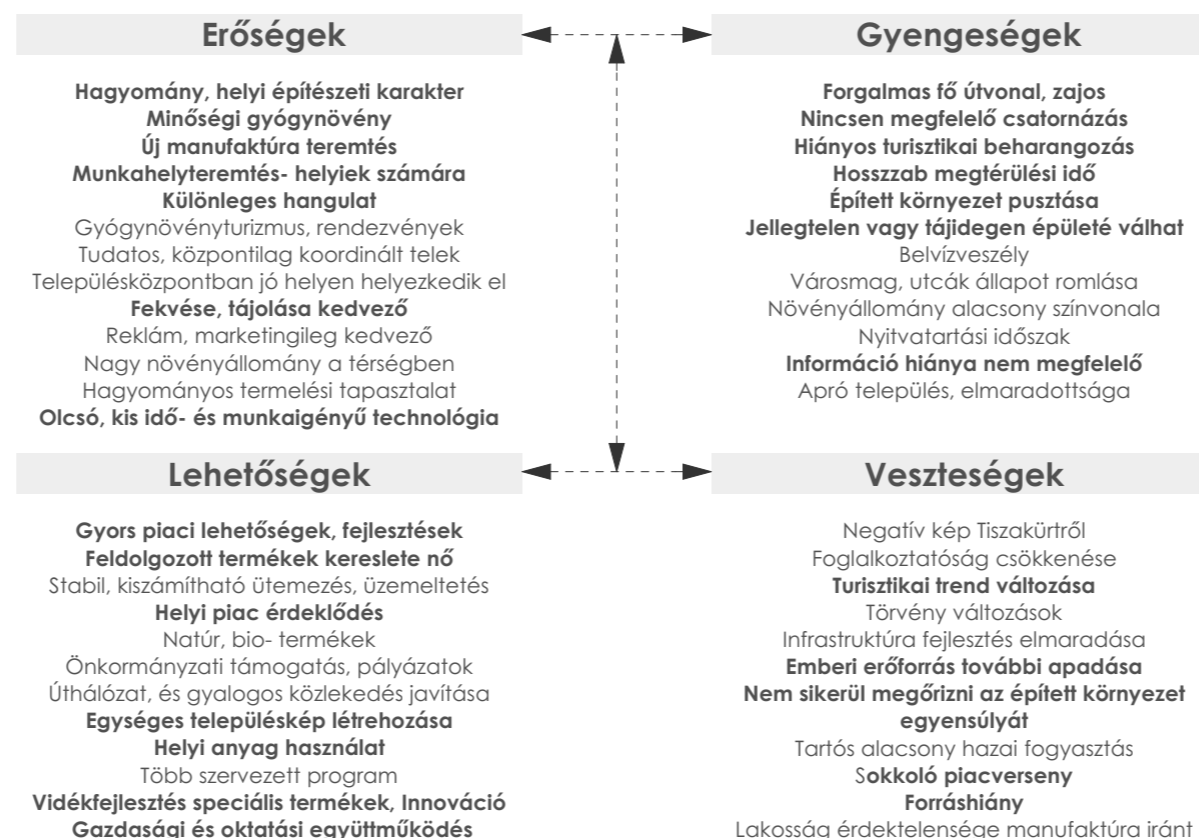 Erőségek
Hagyomány, helyi építészeti karakter
Minőségi gyógynövény
Új manufaktúra teremtés
Munkahelyteremtés- helyiek számára
Különleges hangulat
Gyógynövényturizmus, rendezvények
Tudatos, központilag koordinált telek
Településközpontban jó helyen helyezkedik el
Fekvése, tájolása kedvező
Reklám, marketingileg kedvező
Nagy növényállomány a térségben
Hagyományos termelési tapasztalat
Olcsó, kis idő- és munkaigényű technológia
Gyengeségek
Forgalmas fő útvonal, zajos
Nincsen megfelelő csatornázás
Hiányos turisztikai beharangozás
Hosszzab megtérülési idő
Épített környezet pusztása
Jellegtelen vagy tájidegen épületé válhat
Belvízveszély
Városmag, utcák állapot romlása
Növényállomány alacsony színvonala
Nyitvatartási időszak
Információ hiánya nem megfelelő
Apró település, elmaradottsága
Lehetőségek
Gyors piaci lehetőségek, fejlesztések
Feldolgozott termékek kereslete nő
Stabil, kiszámítható ütemezés, üzemeltetés
Helyi piac érdeklődés
Natúr, bio- termékek
Önkormányzati támogatás, pályázatok
Úthálózat, és gyalogos közlekedés javítása
Egységes településkép létrehozása
Helyi anyag használat
Több szervezett program
Vidékfejlesztés speciális termékek, Innováció
Gazdasági és oktatási együttműködés
Veszteségek
Negatív kép Tiszakürtről
Foglalkoztatóság csökkenése
Turisztikai trend változása
Törvény változások
Infrastruktúra fejlesztés elmaradása
Emberi erőforrás további apadása
Nem sikerül megőrizni az épített környezet
egyensúlyát
Tartós alacsony hazai fogyasztás
Sokkoló piacverseny
Forráshiány
Lakosság érdektelensége manufaktúra iránt